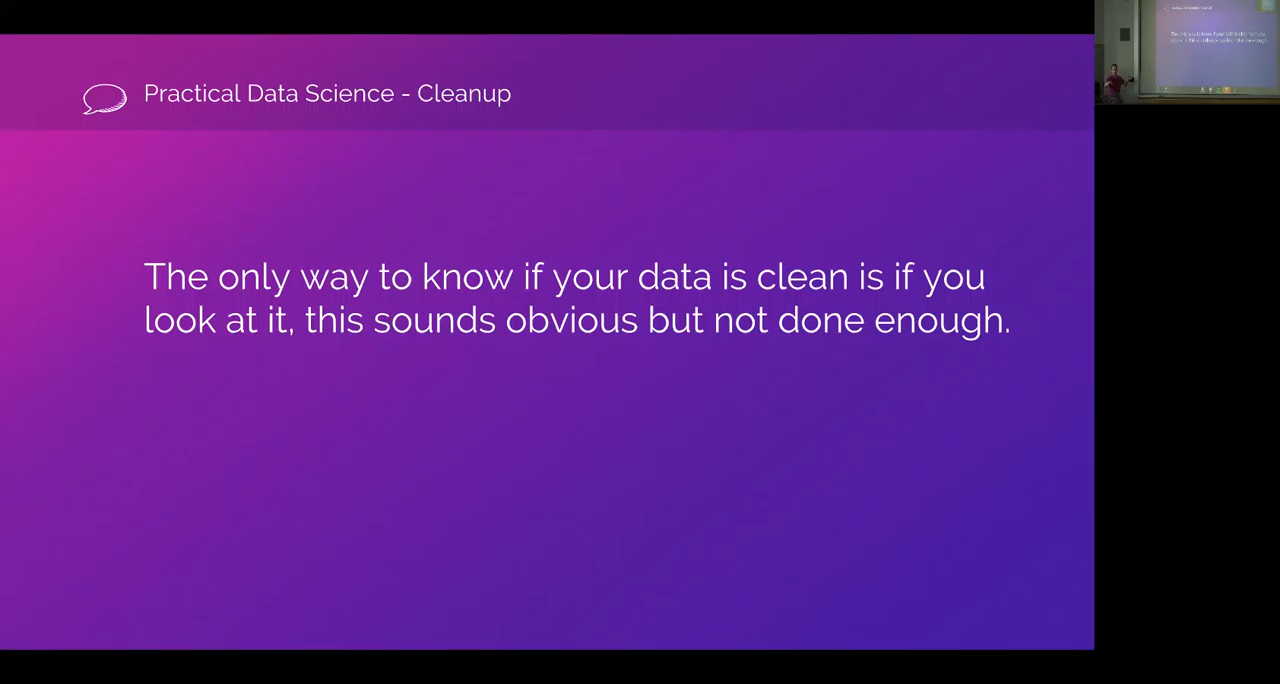 Practical Data Science - Cleanup
The only way to know if your data is clean is if you
look at it, this sounds obvious but not done enough.